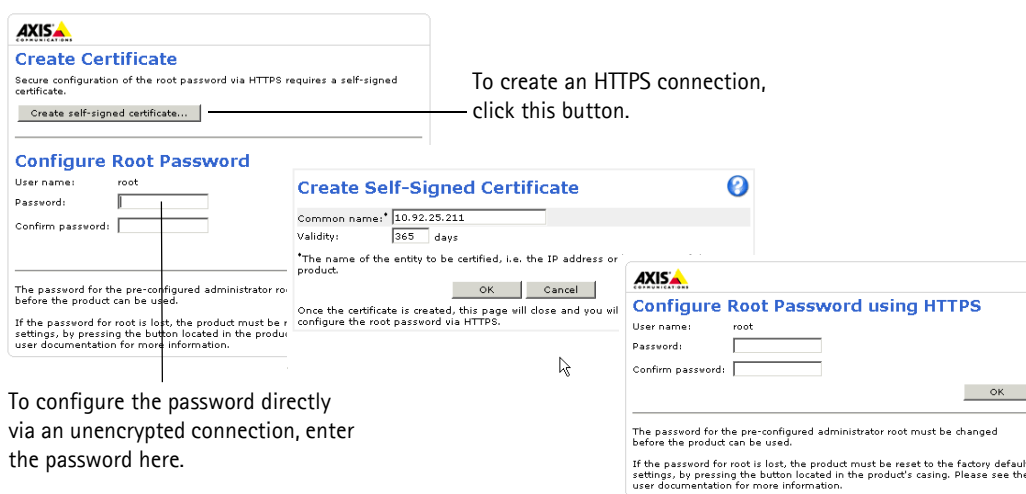 AXIS
COMMUNICATIONS
Create Certificate
Secure configuration of the root password via HTTPS requires a self-signed
certificate.
Create self-signed certificate...
To create an HTTPS connection,
click this button.
Configure Root Password
User name: root
Password:
Confirm password:
The password for the pre-configured administrator
before the product can be used.
If the password for root is lost, the product must be
settings, by pressing the button located in the
user documentation for more information.
To configure the password directly
via an unencrypted connection, enter
the password here.
Create Self-Signed Certificate
?
Common name:* 10.92.25.211
Validity: 365 days
*The name of the entity to be certified, i.e. the IP address or
product.
OK Cancel
Once the certificate is created, this page will close and you
configure the root password via HTTPS.
AXIS
COMMUNICATIONS
Configure Root Password using HTTPS
User name: root
Password:
Confirm password:
OK
The password for the pre-configured administrator root must be changed
before the product can be used.
If the password for root is lost, the product must be reset to the factory default
settings, by pressing the button located in the product's casing. Please see the
user documentation for more information.